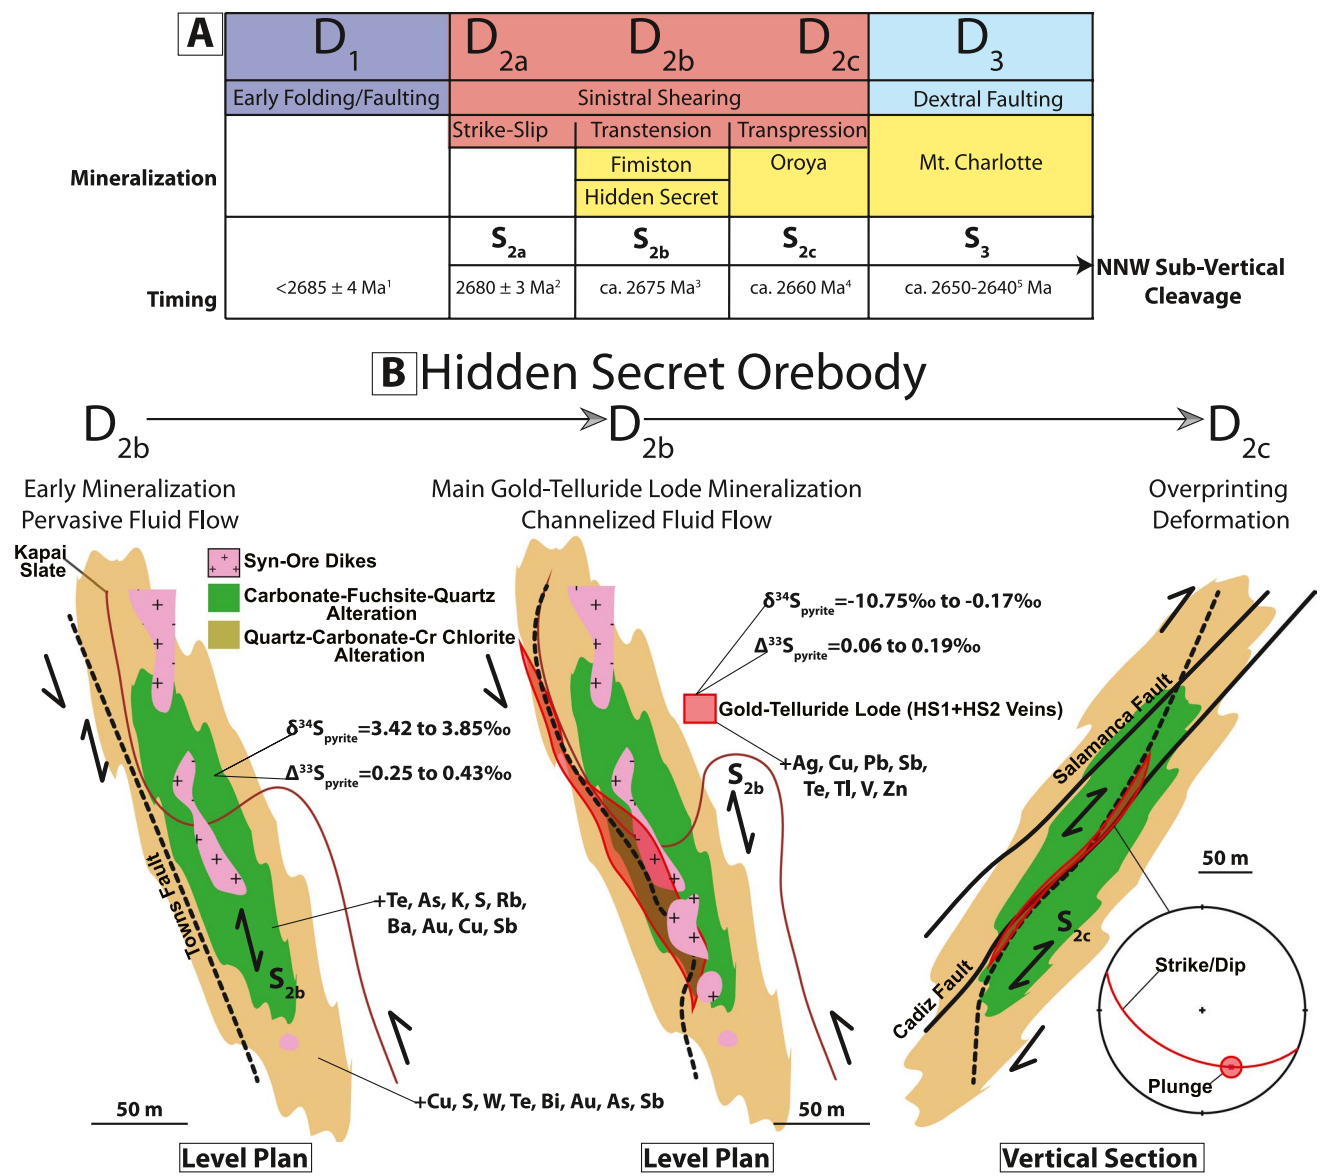 A
D1 D2a D2b D2c D3
Early Folding/Faulting Sinistral Shearing Dextral Faulting
Strike-Slip Transtension Transpression
Mineralization Fimiston Oroya Mt. Charlotte
Hidden Secret
S2a S2b S2c S3
NNW Sub-Vertical
Cleavage
Timing <2685 ± 4 Ma1 2680 ± 3 Ma2 ca. 2675 Ma3 ca. 2660 Ma4 ca. 2650-26405 Ma
B Hidden Secret Orebody
D2b D2b D2c
Early Mineralization
Pervasive Fluid Flow
Main Gold-Telluride Lode Mineralization
Channelized Fluid Flow
Overprinting
Deformation
Kapai
Slate
Syn-Ore Dikes
Carbonate-Fuchsite-Quartz
Alteration
Quartz-Carbonate-Cr Chlorite
Alteration
δ34Spyrite=3.42 to 3.85‰
Δ33Spyrite=0.25 to 0.43‰
Towns Fault
+Te, As, K, S, Rb,
Ba, Au, Cu, Sb
S2b
+Cu, S, W, Te, Bi, Au, As, Sb
50 m
Level Plan
δ34Spyrite=-10.75‰ to -0.17‰
Δ33Spyrite=0.06 to 0.19‰
Gold-Telluride Lode (HS1+HS2 Veins)
+Ag, Cu, Pb, Sb,
Te, Tl, V, Zn
S2b
50 m
Level Plan
Salamanca Fault
50 m
S2c
Cadiz Fault
Strike/Dip
Plunge
Vertical Section